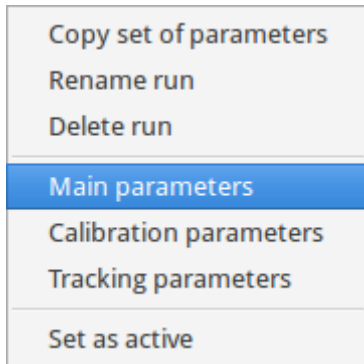 Copy set of parameters
Rename run
Delete run
Main parameters
Calibration parameters
Tracking parameters
Set as active